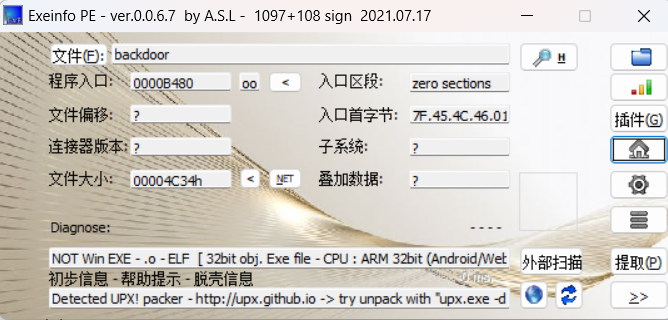 Exeinfo PE - ver.0.0.6.7 by A.S.L - 1097+108 sign 2021.07.17
文件(F): backdoor H
程序入口: 0000B480 oo < 入口区段: zero sections
文件偏移: ? 入口首字节: 7F.45.4C.46.01 插件(G)
连接器版本: ? 子系统: ?
文件大小: 00004C34h < .NET 叠加数据: ?
Diagnose: ----
NOT Win EXE - .o - ELF [ 32bit obj. Exe file - CPU : ARM 32bit (Android/Web 外部扫描 提取(P)
初步信息 - 帮助提示 - 脱壳信息
Detected UPX! packer - http://upx.github.io -> try unpack with "upx.exe -d >>